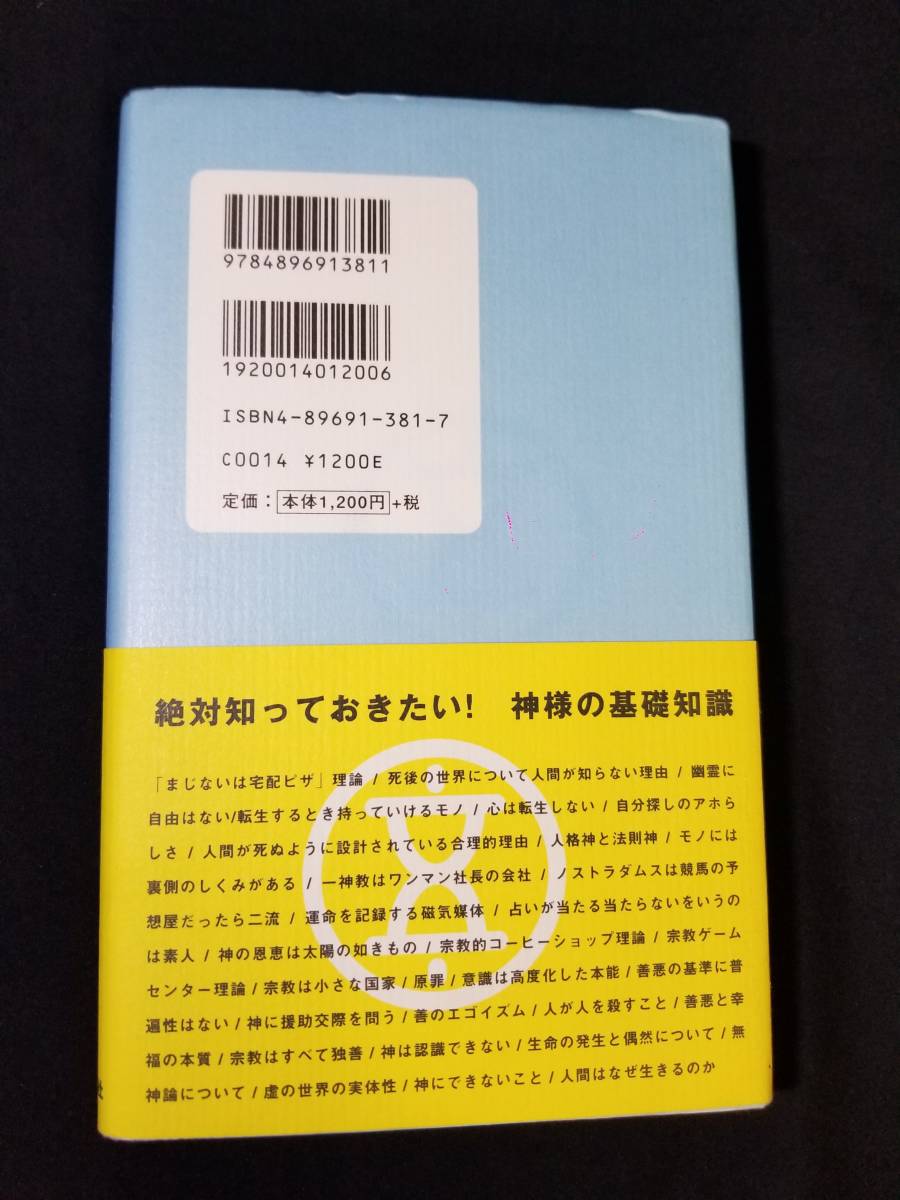 9784896913811
1920014012006
ISBN4-89691-381-7
C0014 ¥1200E
定価：本体1,200円+税
絶対知っておきたい！ 神様の基礎知識
「まじないは宅配ピザ」理論 / 死後の世界について人間が知らない理由 / 幽霊に
自由はない/転生するとき持っていけるモノ / 心は転生しない / 自分探しのアホら
しさ / 人間が死ぬように設計されている合理的理由 / 人格神と法則神 / モノには
裏側のしくみがある / 一神教はワンマン社長の会社 / ノストラダムスは競馬の予
想屋だったら二流 / 運命を記録する磁気媒体 / 占いが当たる当たらないをいうの
は素人 / 神の恩恵は太陽の如きもの / 宗教的コーヒーショップ理論 / 宗教ゲーム
センター理論 / 宗教は小さな国家 / 原罪 / 意識は高度化した本能 / 善悪の基準に普
遍性はない / 神に援助交際を問う / 善のエゴイズム / 人が人を殺すこと / 善悪と幸
福の本質 / 宗教はすべて独善 / 神は認識できない / 生命の発生と偶然について / 無
神論について / 虚の世界の実体性 / 神にできないこと / 人間はなぜ生きるのか